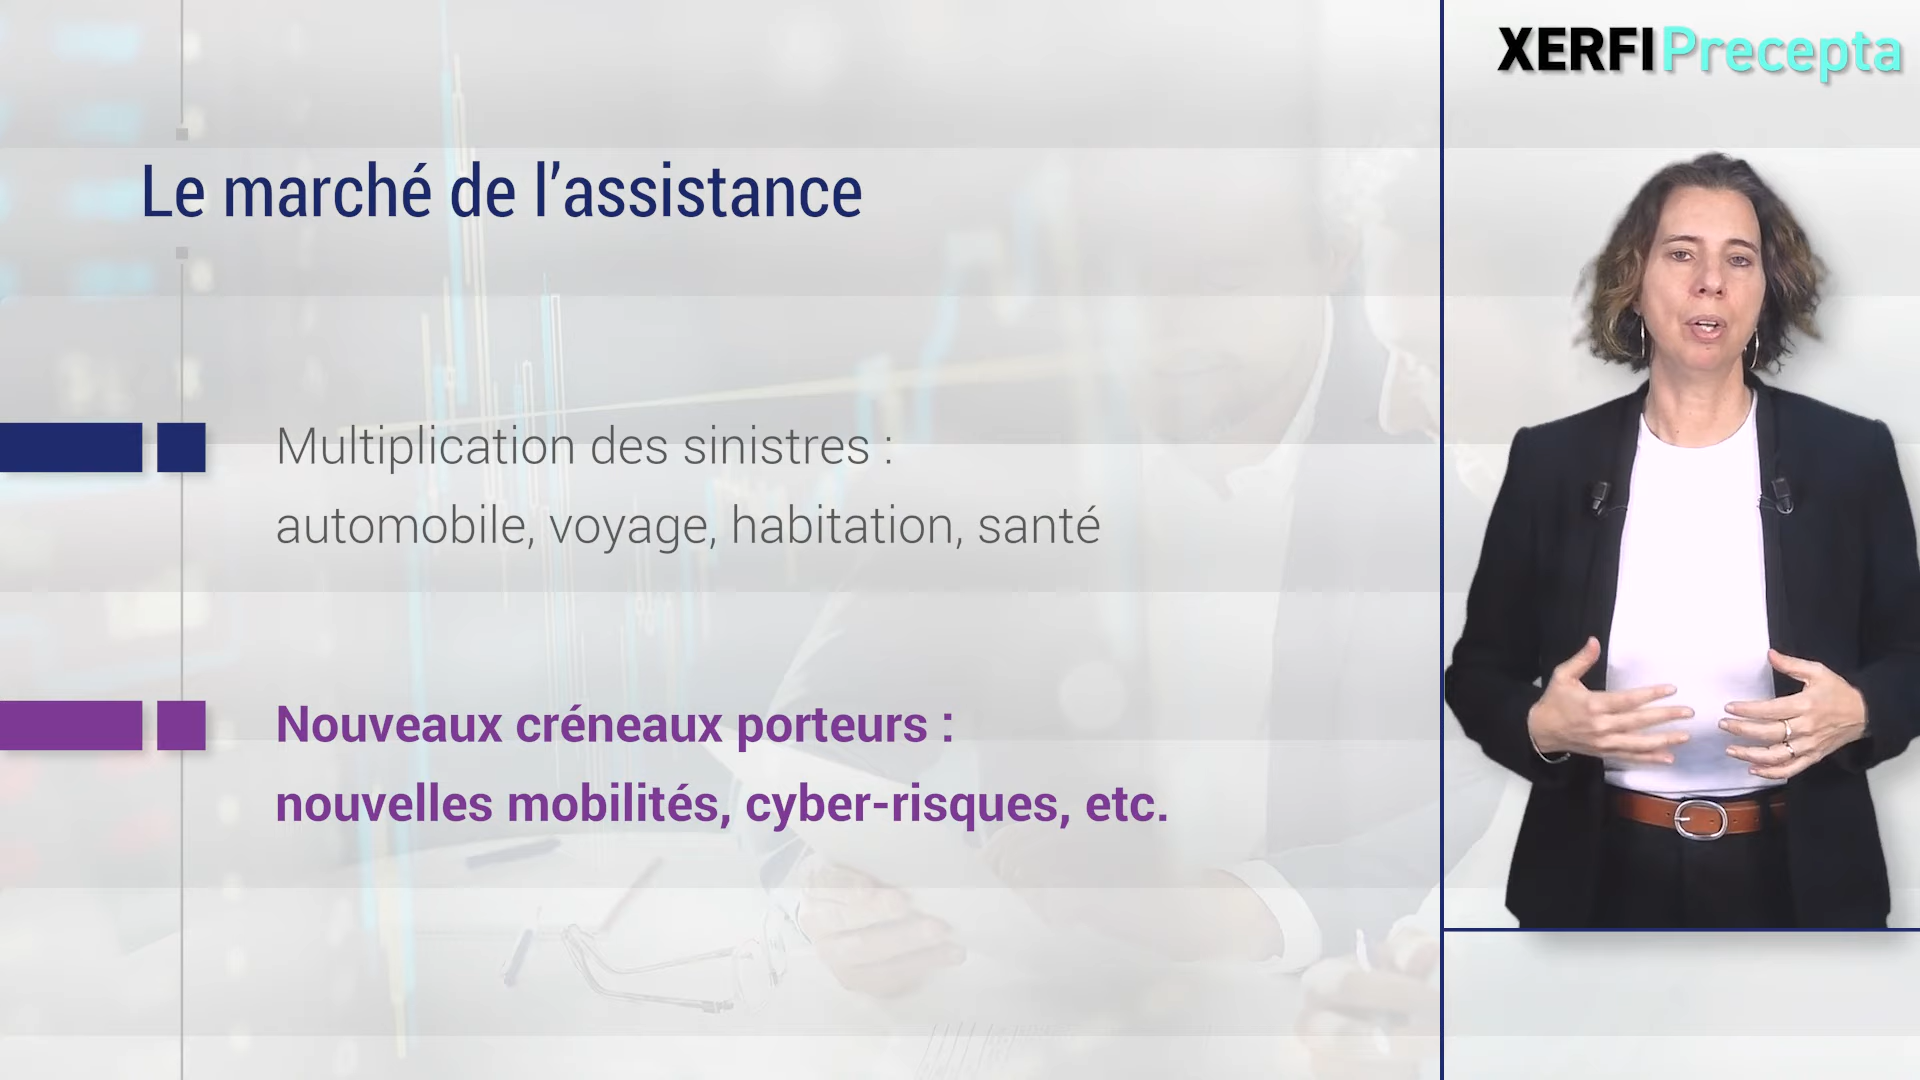 XERFI Precepta
Le marché de l’assistance
Multiplication des sinistres :
automobile, voyage, habitation, santé
Nouveaux créneaux porteurs :
nouvelles mobilités, cyber-risques, etc.